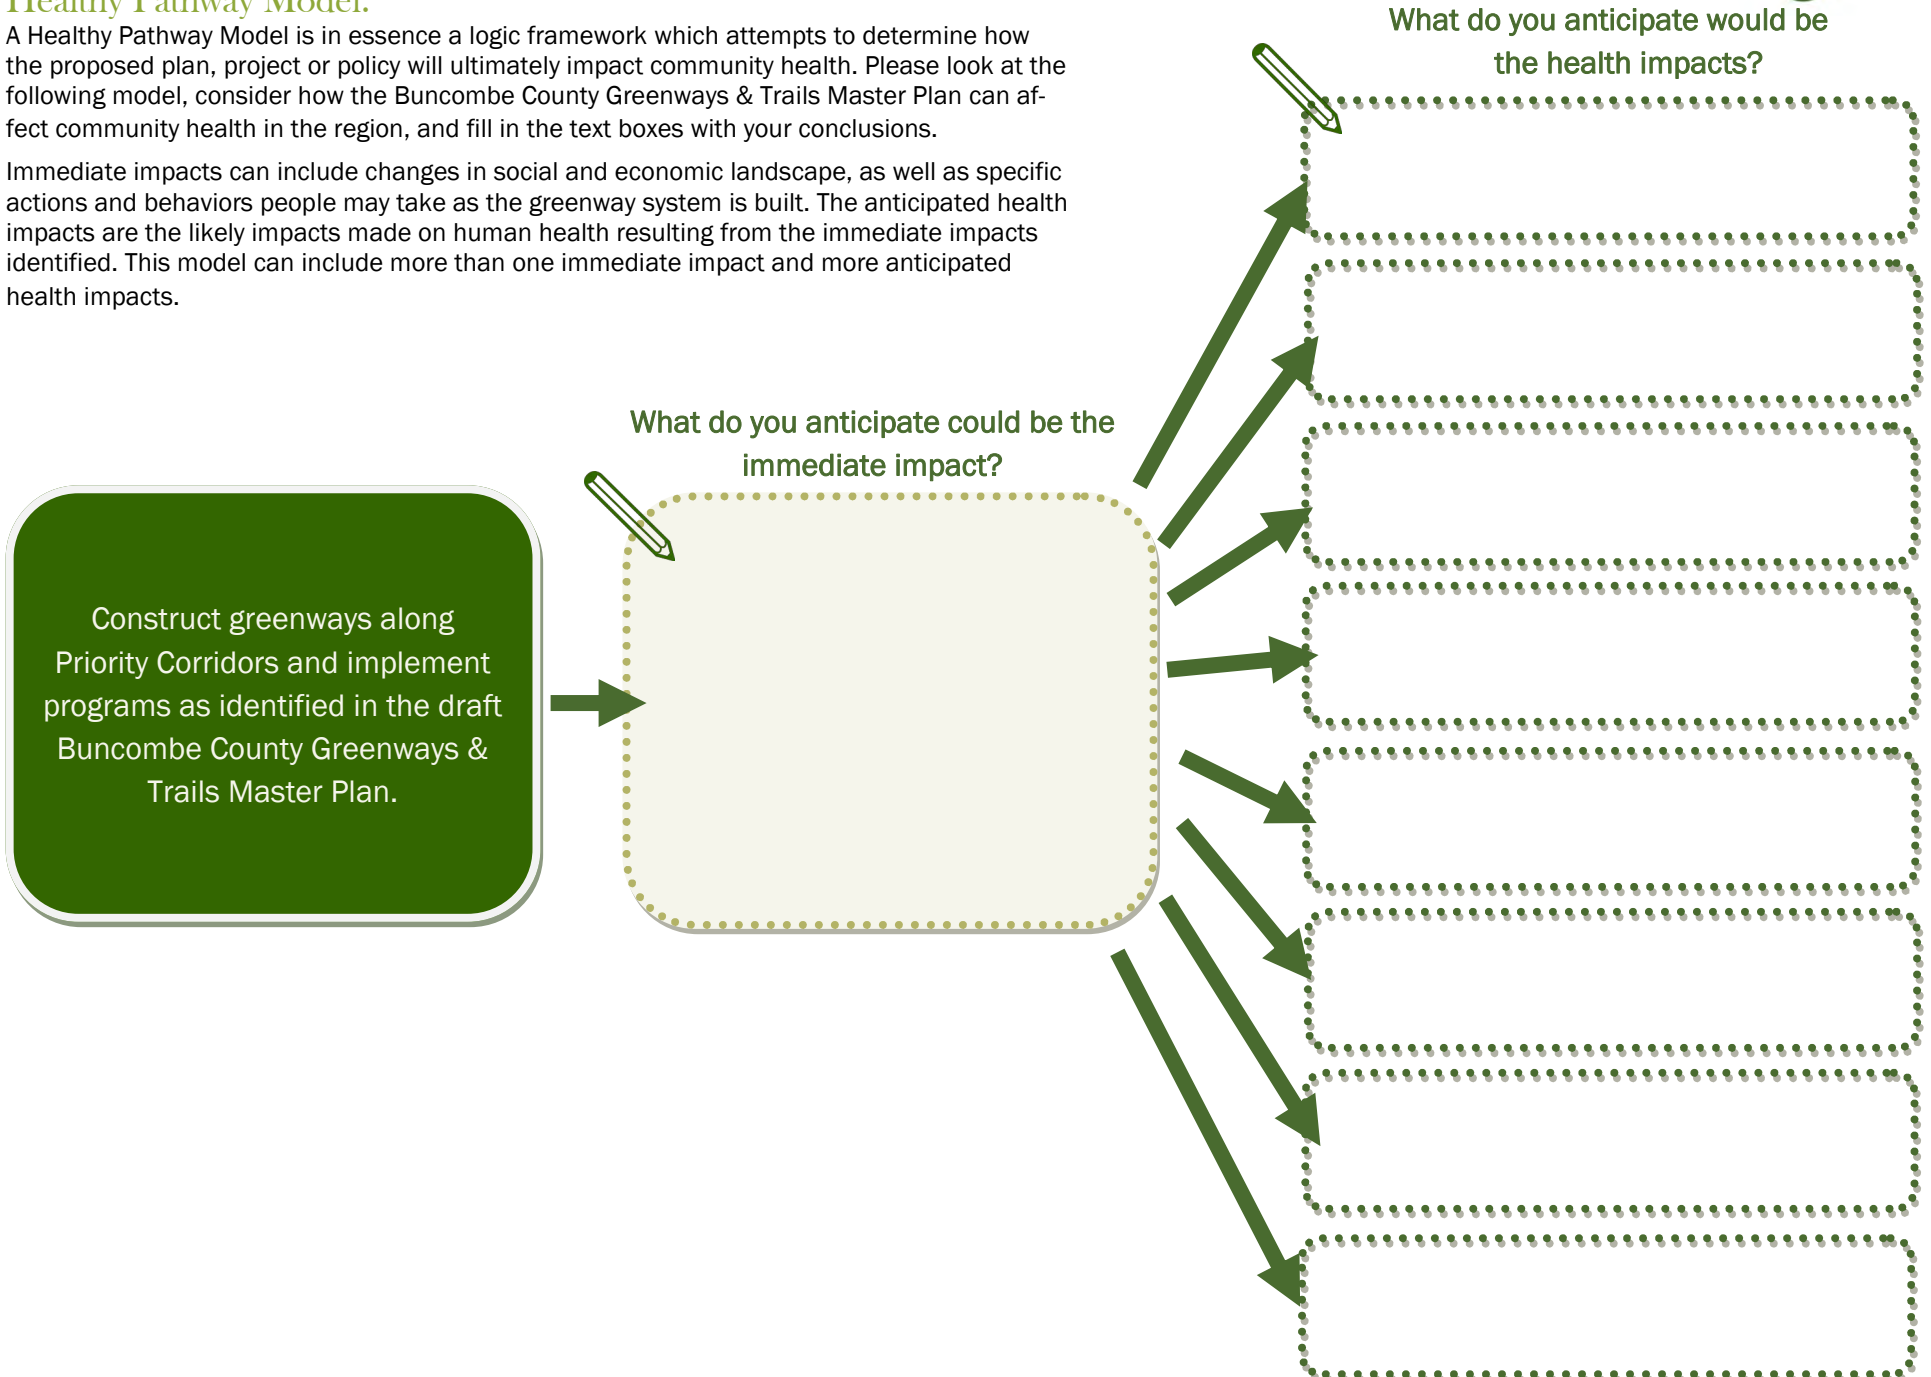 Healthy Pathway Model.
A Healthy Pathway Model is in essence a logic framework which attempts to determine how
the proposed plan, project or policy will ultimately impact community health. Please look at the
following model, consider how the Buncombe County Greenways & Trails Master Plan can af-
fect community health in the region, and fill in the text boxes with your conclusions.
Immediate impacts can include changes in social and economic landscape, as well as specific
actions and behaviors people may take as the greenway system is built. The anticipated health
impacts are the likely impacts made on human health resulting from the immediate impacts
identified. This model can include more than one immediate impact and more anticipated
health impacts.
Construct greenways along
Priority Corridors and implement
programs as identified in the draft
Buncombe County Greenways &
Trails Master Plan.
What do you anticipate could be the
immediate impact?
What do you anticipate would be
the health impacts?